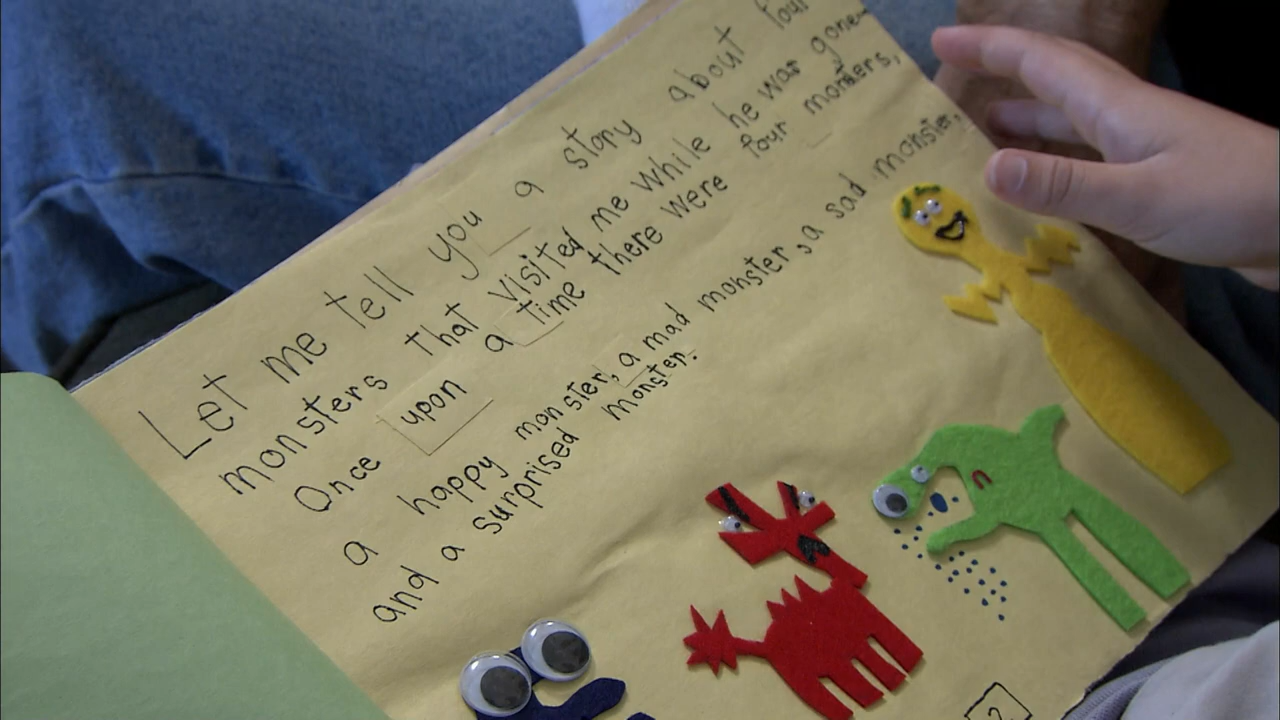 Let me tell you a story about four
monsters that visited me while he was gone—
Once upon a time there were four monsters,
a happy monster, a mad monster, a sad monster,
and a surprised monster.
2